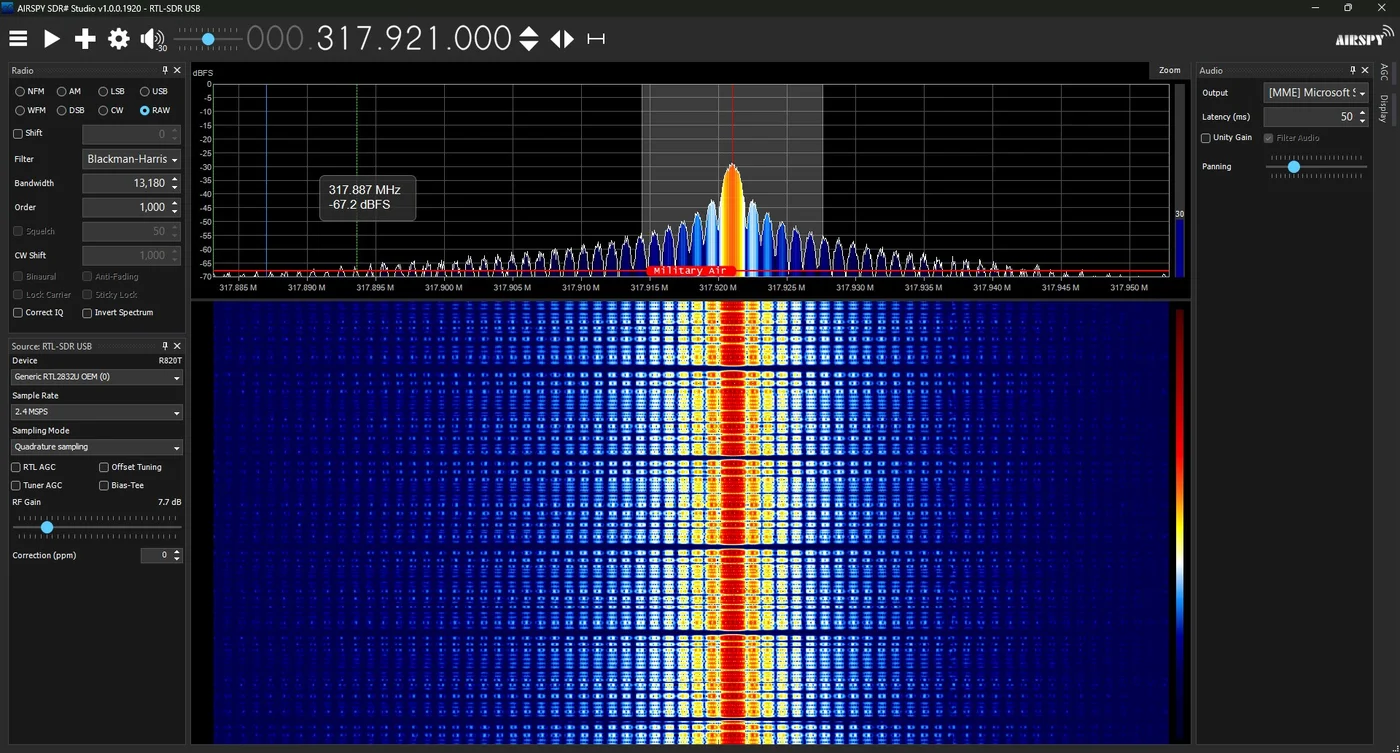 AIRSPY SDR# Studio v1.0.0.1920 - RTL-SDR USB
-30
000.317.921.000
AIRSPY
Radio
NFM AM LSB USB
WFM DSB CW RAW
Shift 0
Filter Blackman-Harris
Bandwidth 13,180
Order 1,000
Squelch 50
CW Shift 1,000
Binaural Anti-Fading
Lock Carrier Sticky Lock
Correct IQ Invert Spectrum
Source: RTL-SDR USB
Device R820T
Generic RTL2832U OEM (0)
Sample Rate
2.4 MSPS
Sampling Mode
Quadrature sampling
RTL AGC Offset Tuning
Tuner AGC Bias-Tee
RF Gain 7.7 dB
Correction (ppm) 0
dBFS
0
-5
-10
-15
-20
-25
-30
-35
-40
-45
-50
-55
-60
-65
-70
317.887 MHz
-67.2 dBFS
Military Air
317.885 M 317.890 M 317.895 M 317.900 M 317.905 M 317.910 M 317.915 M 317.920 M 317.925 M 317.930 M 317.935 M 317.940 M 317.945 M 317.950 M
Zoom
30
Audio
Output [MME] Microsoft S
Latency (ms) 50
Unity Gain Filter Audio
Panning
AGC
Display